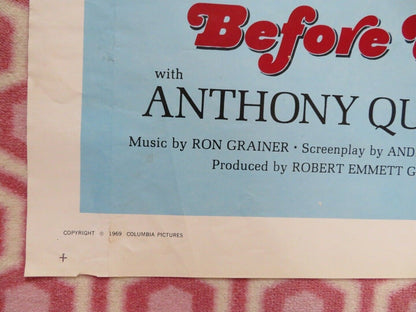 Before
with
ANTHONY QU
Music by RON GRAINER • Screenplay by AND
Produced by ROBERT EMMETT G
COPYRIGHT © 1969 COLUMBIA PICTURES